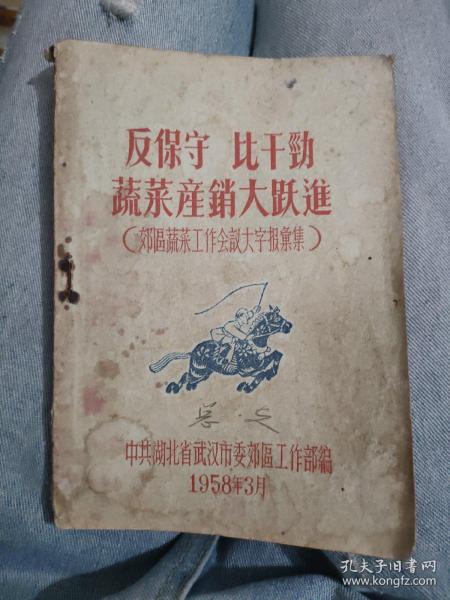 反保守 比干勁
蔬菜産銷大跃進
(郊區蔬菜工作会議大字报彙集)
中共湖北省武汉市委郊區工作部編
1958年3月
孔夫子旧书网
www.kongfz.com